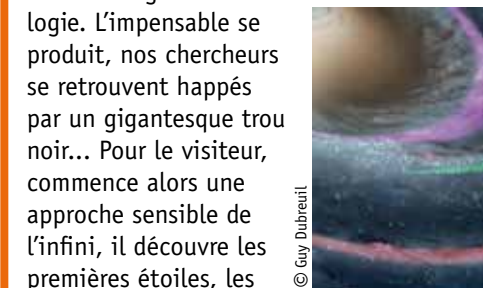 logie. L'impensable se
produit, nos chercheurs
se retrouvent happés
par un gigantesque trou
noir... Pour le visiteur,
commence alors une
approche sensible de
l'infini, il découvre les
premières étoiles, les
© Guy Dubreuil